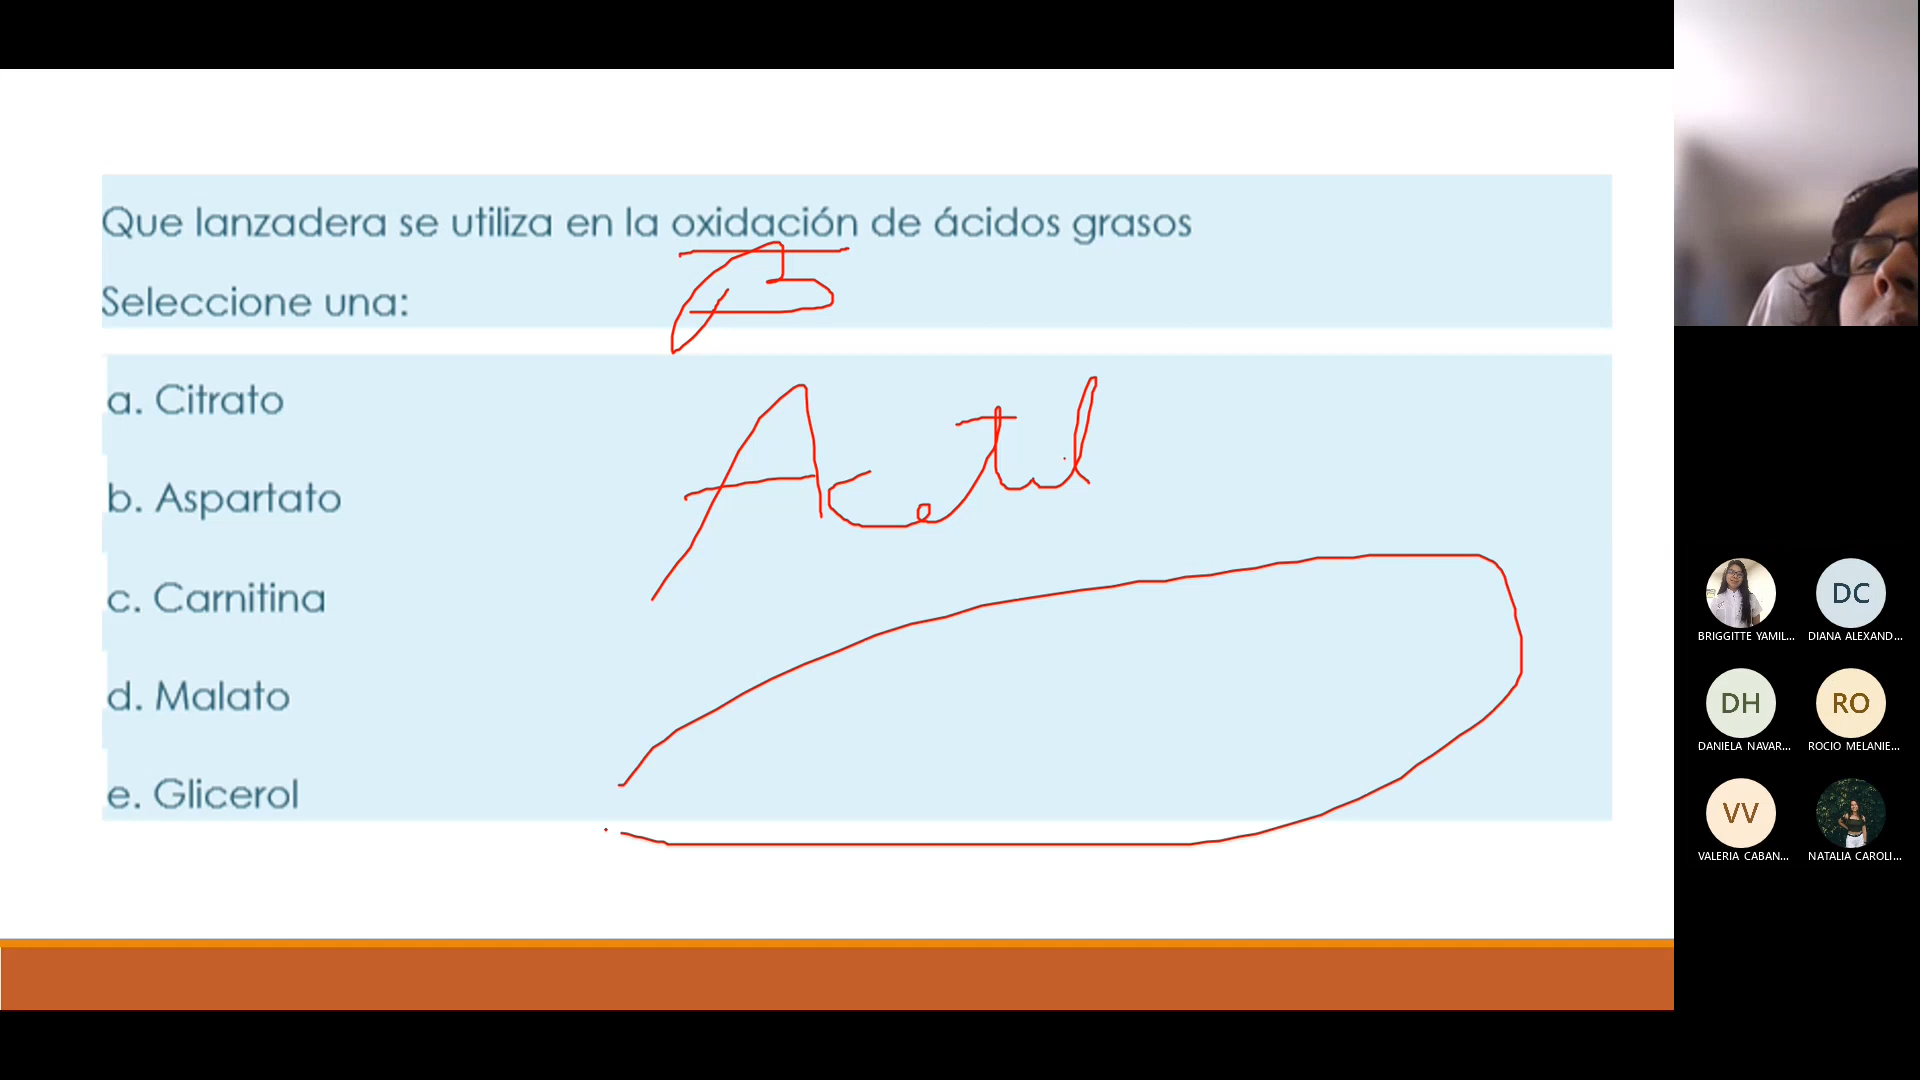 Que lanzadera se utiliza en la oxidación de ácidos grasos
Seleccione una:
a. Citrato
b. Aspartato
c. Carnitina
d. Malato
e. Glicerol
Acetil
DC
BRIGGITTE YAMIL...
DIANA ALEXAND...
DH
RO
DANIELA NAVAR...
ROCIO MELANIE...
VV
VALERIA CABAN...
NATALIA CAROLI...